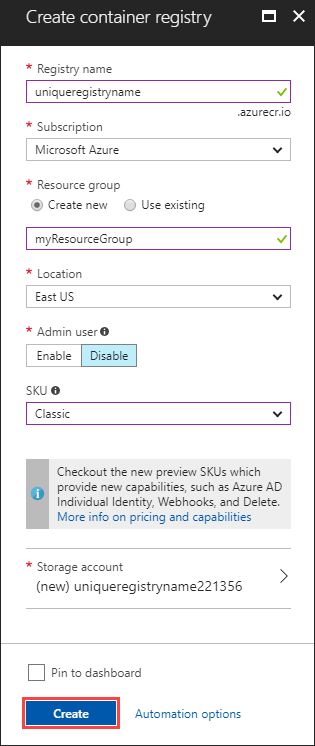 Create container registry
* Registry name
uniqueregistryname
.azurecr.io
* Subscription
Microsoft Azure
* Resource group
Create new Use existing
myResourceGroup
* Location
East US
* Admin user
Enable Disable
SKU
Classic
Checkout the new preview SKUs which
provide new capabilities, such as Azure AD
Individual Identity, Webhooks, and Delete.
More info on pricing and capabilities
* Storage account
(new) uniqueregistryname221356
Pin to dashboard
Create Automation options